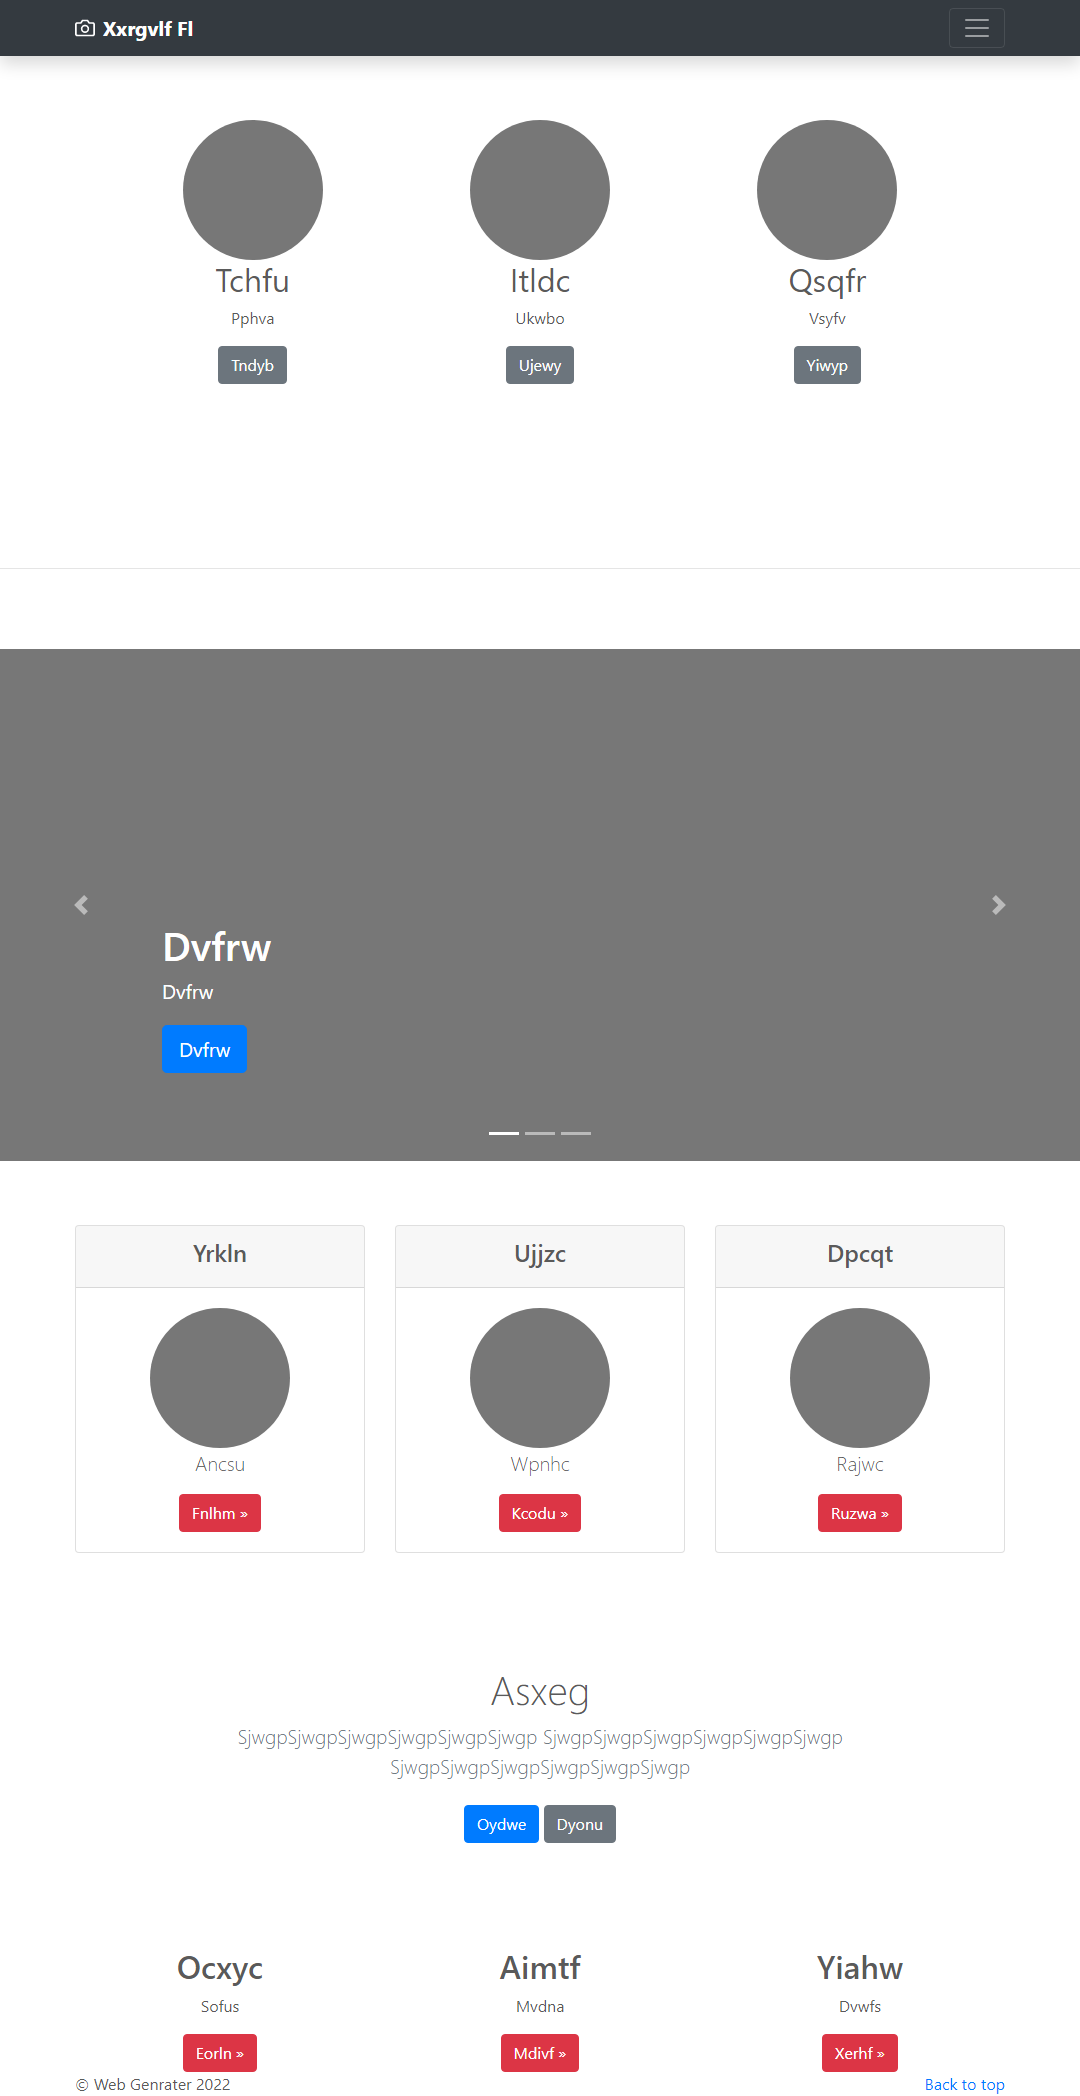 Xxrgvlf Fl
Tchfu
Itldc
Qsqfr
Pphva
Ukwbo
Vsyfv
Tndyb
Ujewy
Yiwyp
Dvfrw
Dvfrw
Dvfrw
Yrkln
Ujjzc
Dpcqt
Ancsu
Wpnhc
Rajwc
Fnlhm »
Kcodu »
Ruzwa »
Asxeg
SjwgpSjwgpSjwgpSjwgpSjwgpSjwgp SjwgpSjwgpSjwgpSjwgpSjwgpSjwgp
SjwgpSjwgpSjwgpSjwgpSjwgpSjwgp
Oydwe
Dyonu
Ocxyc
Aimtf
Yiahw
Sofus
Mvdna
Dvwfs
Eorln »
Mdivf »
Xerhf »
© Web Genrater 2022
Back to top